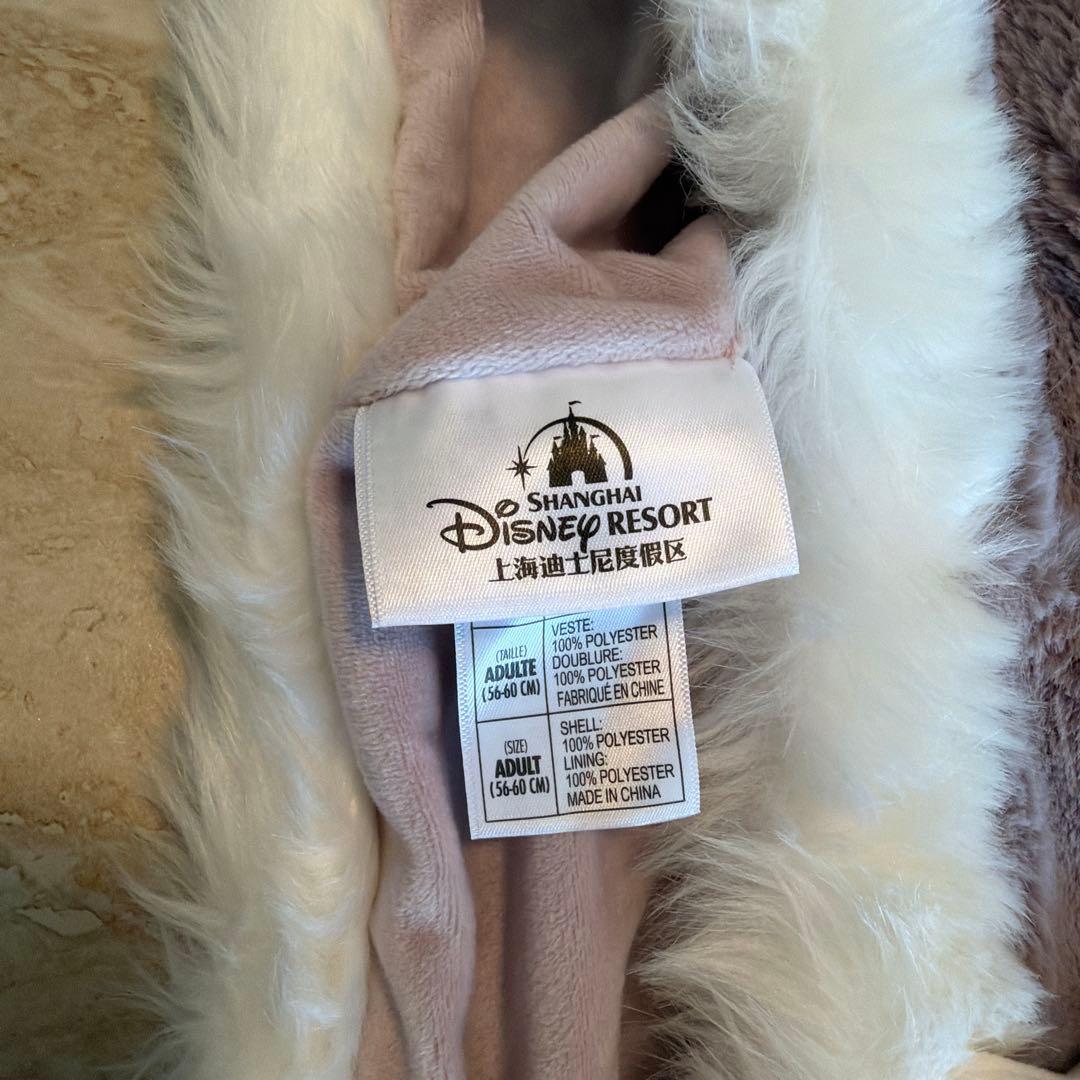 SHANGHAI
Disney RESORT
上海迪士尼度假区
(TAILLE)
ADULTE
(56-60 CM)
VESTE:
100% POLYESTER
DOUBLURE:
100% POLYESTER
FABRIQUÉ EN CHINE
(SIZE)
ADULT
(56-60 CM)
SHELL:
100% POLYESTER
LINING:
100% POLYESTER
MADE IN CHINA